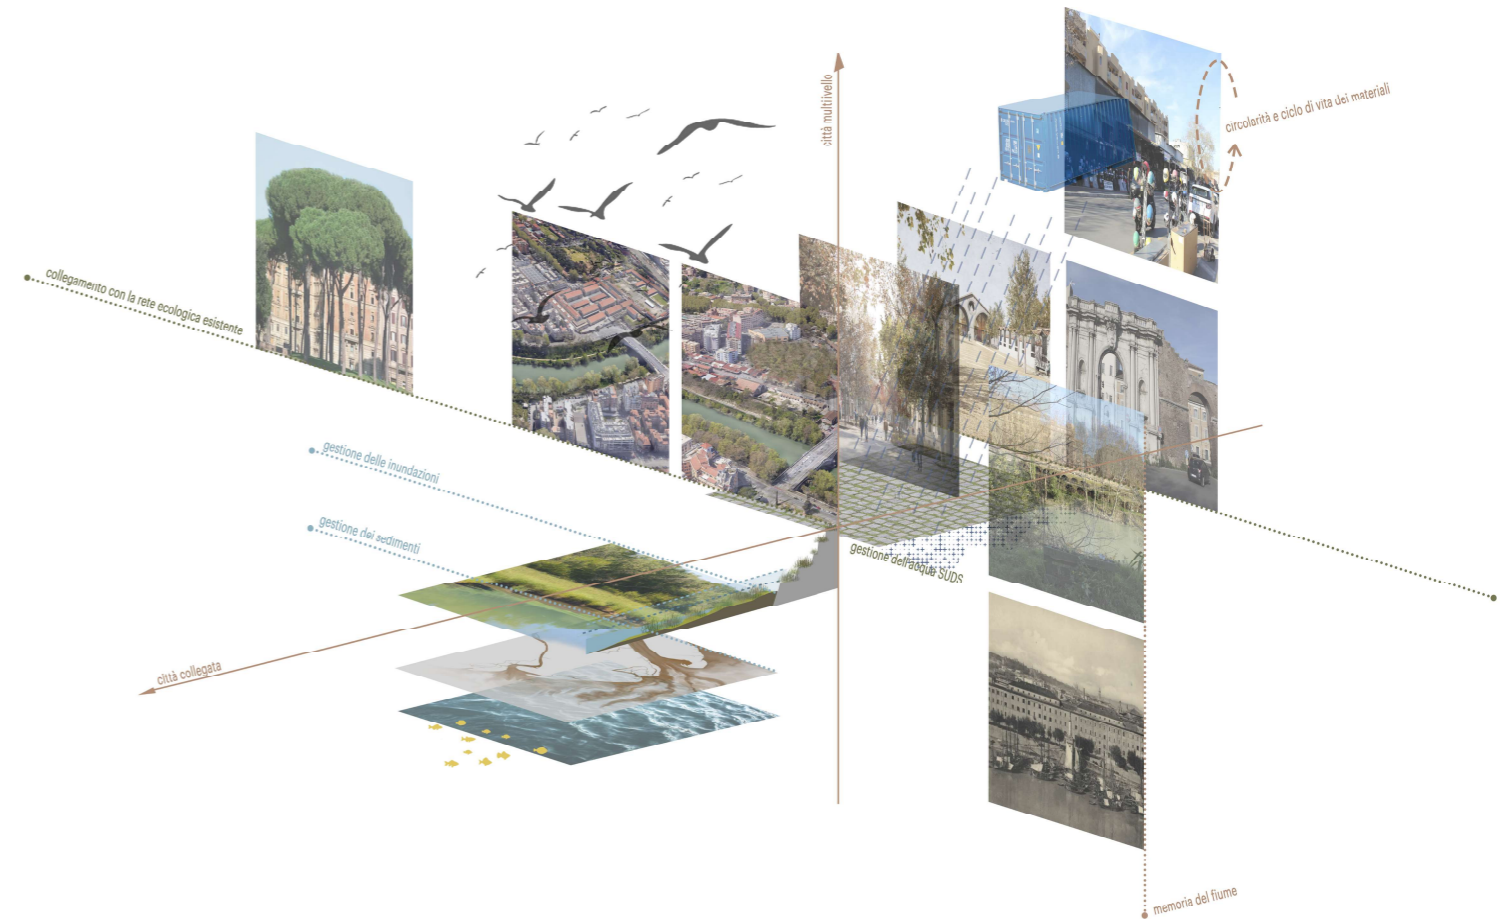 città multiivello
circolarità e ciclo di vita dei materiali
collegamento con la rete ecologica esistente
gestione delle inundazioni
gestione dei sedimenti
gestione dell'acqua SUDS
città collegata
memoria del fiume